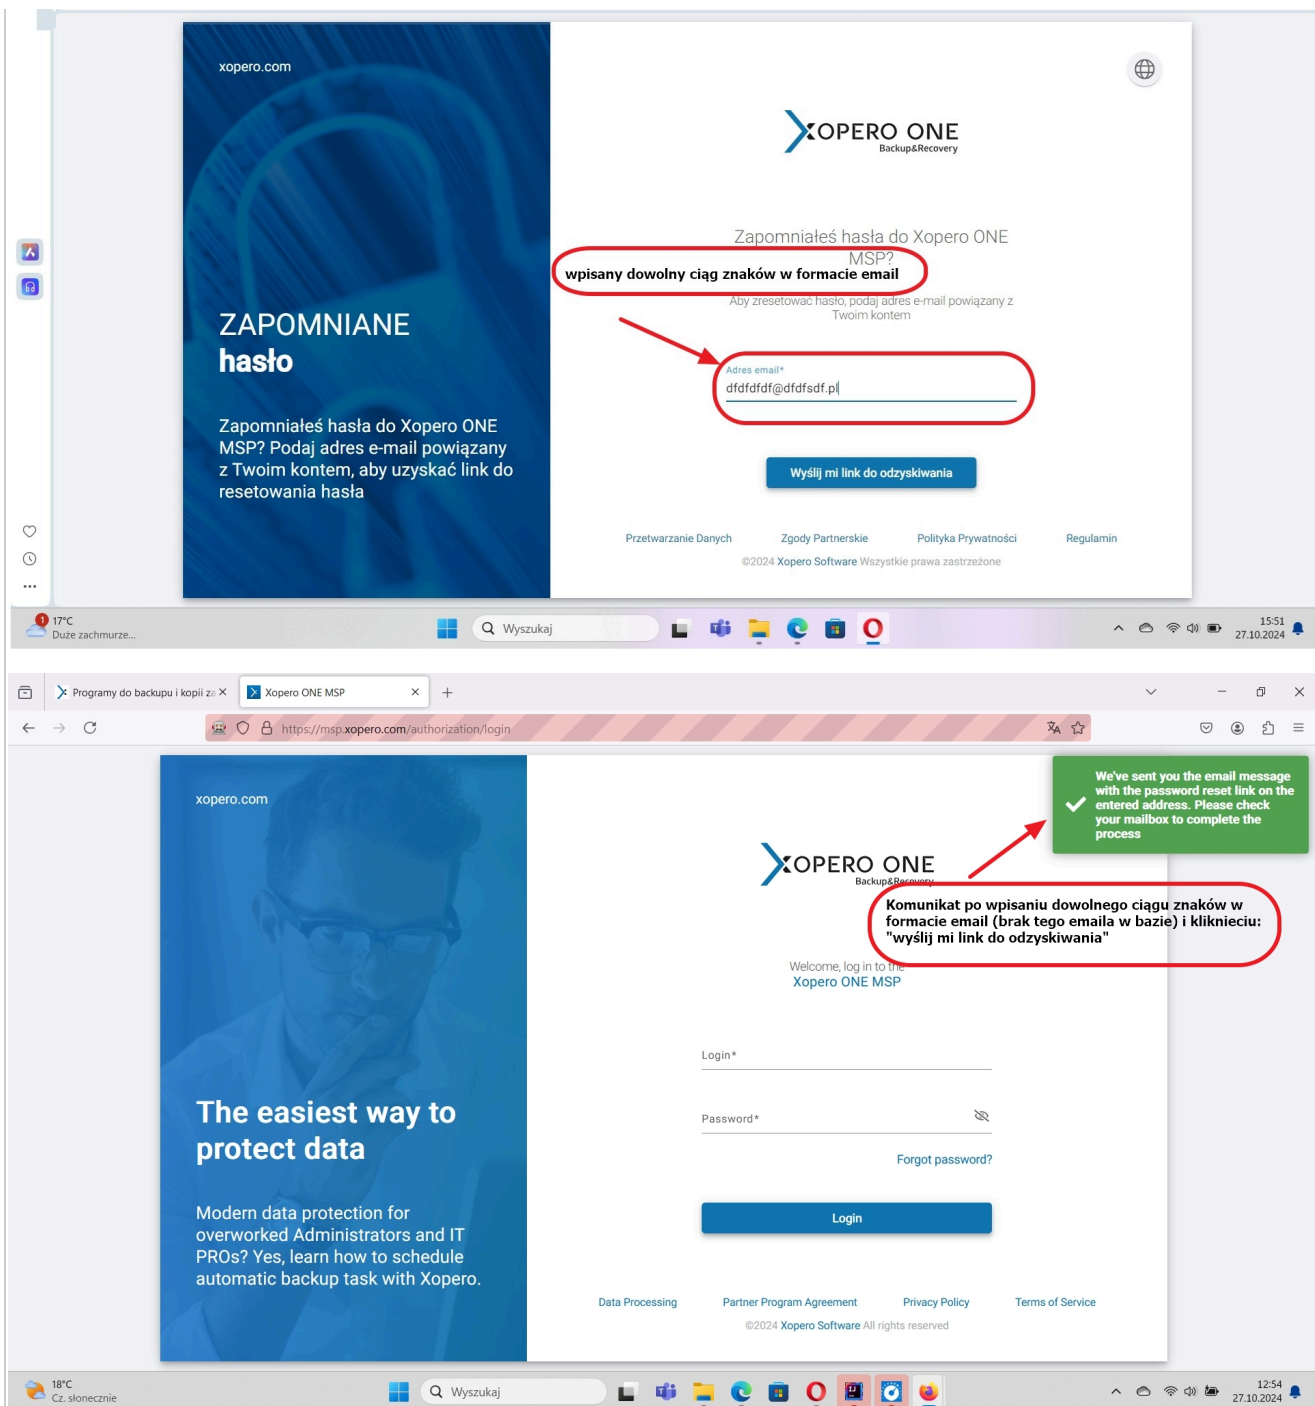 xopero.com
XOPERO ONE
Backup&Recovery
Zapomniałeś hasła do Xopero ONE
MSP?
wpisany dowolny ciąg znaków w formacie email
Aby zresetować hasło, podaj adres e-mail powiązany z
Twoim kontem
ZAPOMNIANE
hasło
Adres email*
dfdfdfdf@dfdfsdf.pl
Zapomniałeś hasła do Xopero ONE
MSP? Podaj adres e-mail powiązany
z Twoim kontem, aby uzyskać link do
resetowania hasła
Wyślij mi link do odzyskiwania
Przetwarzanie Danych Zgody Partnerskie Polityka Prywatności Regulamin
©2024 Xopero Software Wszystkie prawa zastrzeżone
1
17°C
Duże zachmurze...
Wyszukaj
15:51
27.10.2024
Programy do backupu i kopii za
Xopero ONE MSP
https://msp.xopero.com/authorization/login
xopero.com
We've sent you the email message
with the password reset link on the
entered address. Please check
your mailbox to complete the
process
XOPERO ONE
Backup&Recovery
Komunikat po wpisaniu dowolnego ciągu znaków w
formacie email (brak tego emaila w bazie) i kliknieciu:
"wyślij mi link do odzyskiwania"
Welcome, log in to the
Xopero ONE MSP
Login*
Password*
Forgot password?
Login
The easiest way to
protect data
Modern data protection for
overworked Administrators and IT
PROs? Yes, learn how to schedule
automatic backup task with Xopero.
Data Processing Partner Program Agreement Privacy Policy Terms of Service
©2024 Xopero Software All rights reserved
18°C
Cz. słonecznie
Wyszukaj
12:54
27.10.2024